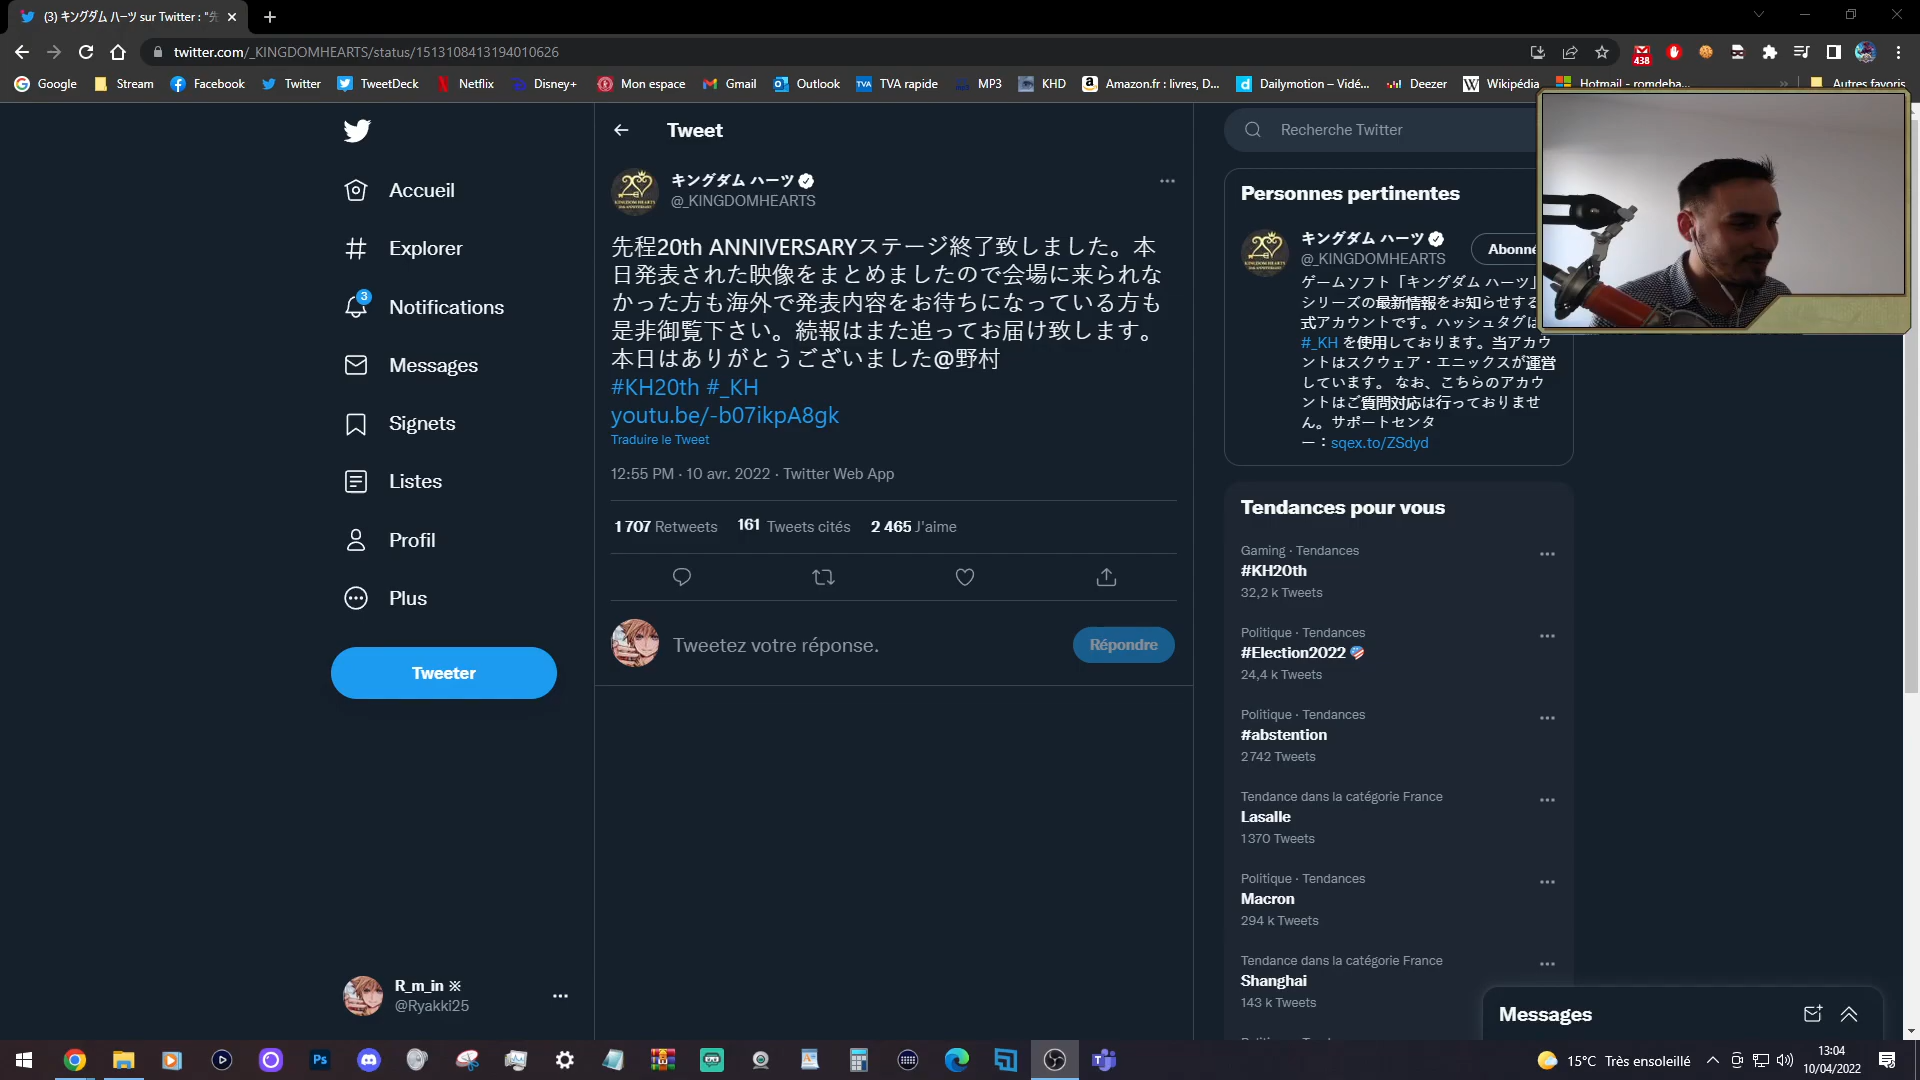 (3) キングダム ハーツ sur Twitter : "先
twitter.com/_KINGDOMHEARTS/status/1513108413194010626
438
Google Stream Facebook Twitter TweetDeck Netflix Disney+ Mon espace Gmail Outlook TVA rapide MP3 KHD Amazon.fr : livres, D... Dailymotion – Vidé... Deezer Wikipédia Hotmail - romdeba... » Autres favoris
Accueil
Explorer
3
Notifications
Messages
Signets
Listes
Profil
Plus
Tweeter
R_m_in ※
@Ryakki25
Tweet
キングダム ハーツ
@_KINGDOMHEARTS
先程20th ANNIVERSARYステージ終了致しました。本
日発表された映像をまとめましたので会場に来られな
かった方も海外で発表内容をお待ちになっている方も
是非御覧下さい。続報はまた追ってお届け致します。
本日はありがとうございました@野村
#KH20th #_KH
youtu.be/-b07ikpA8gk
Traduire le Tweet
12:55 PM · 10 avr. 2022 · Twitter Web App
1 707 Retweets 161 Tweets cités 2 465 J'aime
Tweetez votre réponse.
Répondre
Recherche Twitter
Personnes pertinentes
キングダム ハーツ
@_KINGDOMHEARTS
Abonné
ゲームソフト「キングダム ハーツ」
シリーズの最新情報をお知らせする
式アカウントです。ハッシュタグは
#_KH を使用しております。当アカウ
ントはスクウェア・エニックスが運営
しています。 なお、こちらのアカウ
ントはご質問対応は行っておりませ
ん。サポートセンタ
ー：sqex.to/ZSdyd
Tendances pour vous
Gaming · Tendances
#KH20th
32,2 k Tweets
Politique · Tendances
#Election2022
24,4 k Tweets
Politique · Tendances
#abstention
2 742 Tweets
Tendance dans la catégorie France
Lasalle
1 370 Tweets
Politique · Tendances
Macron
294 k Tweets
Tendance dans la catégorie France
Shanghai
143 k Tweets
Messages
15°C Très ensoleillé
13:04
10/04/2022